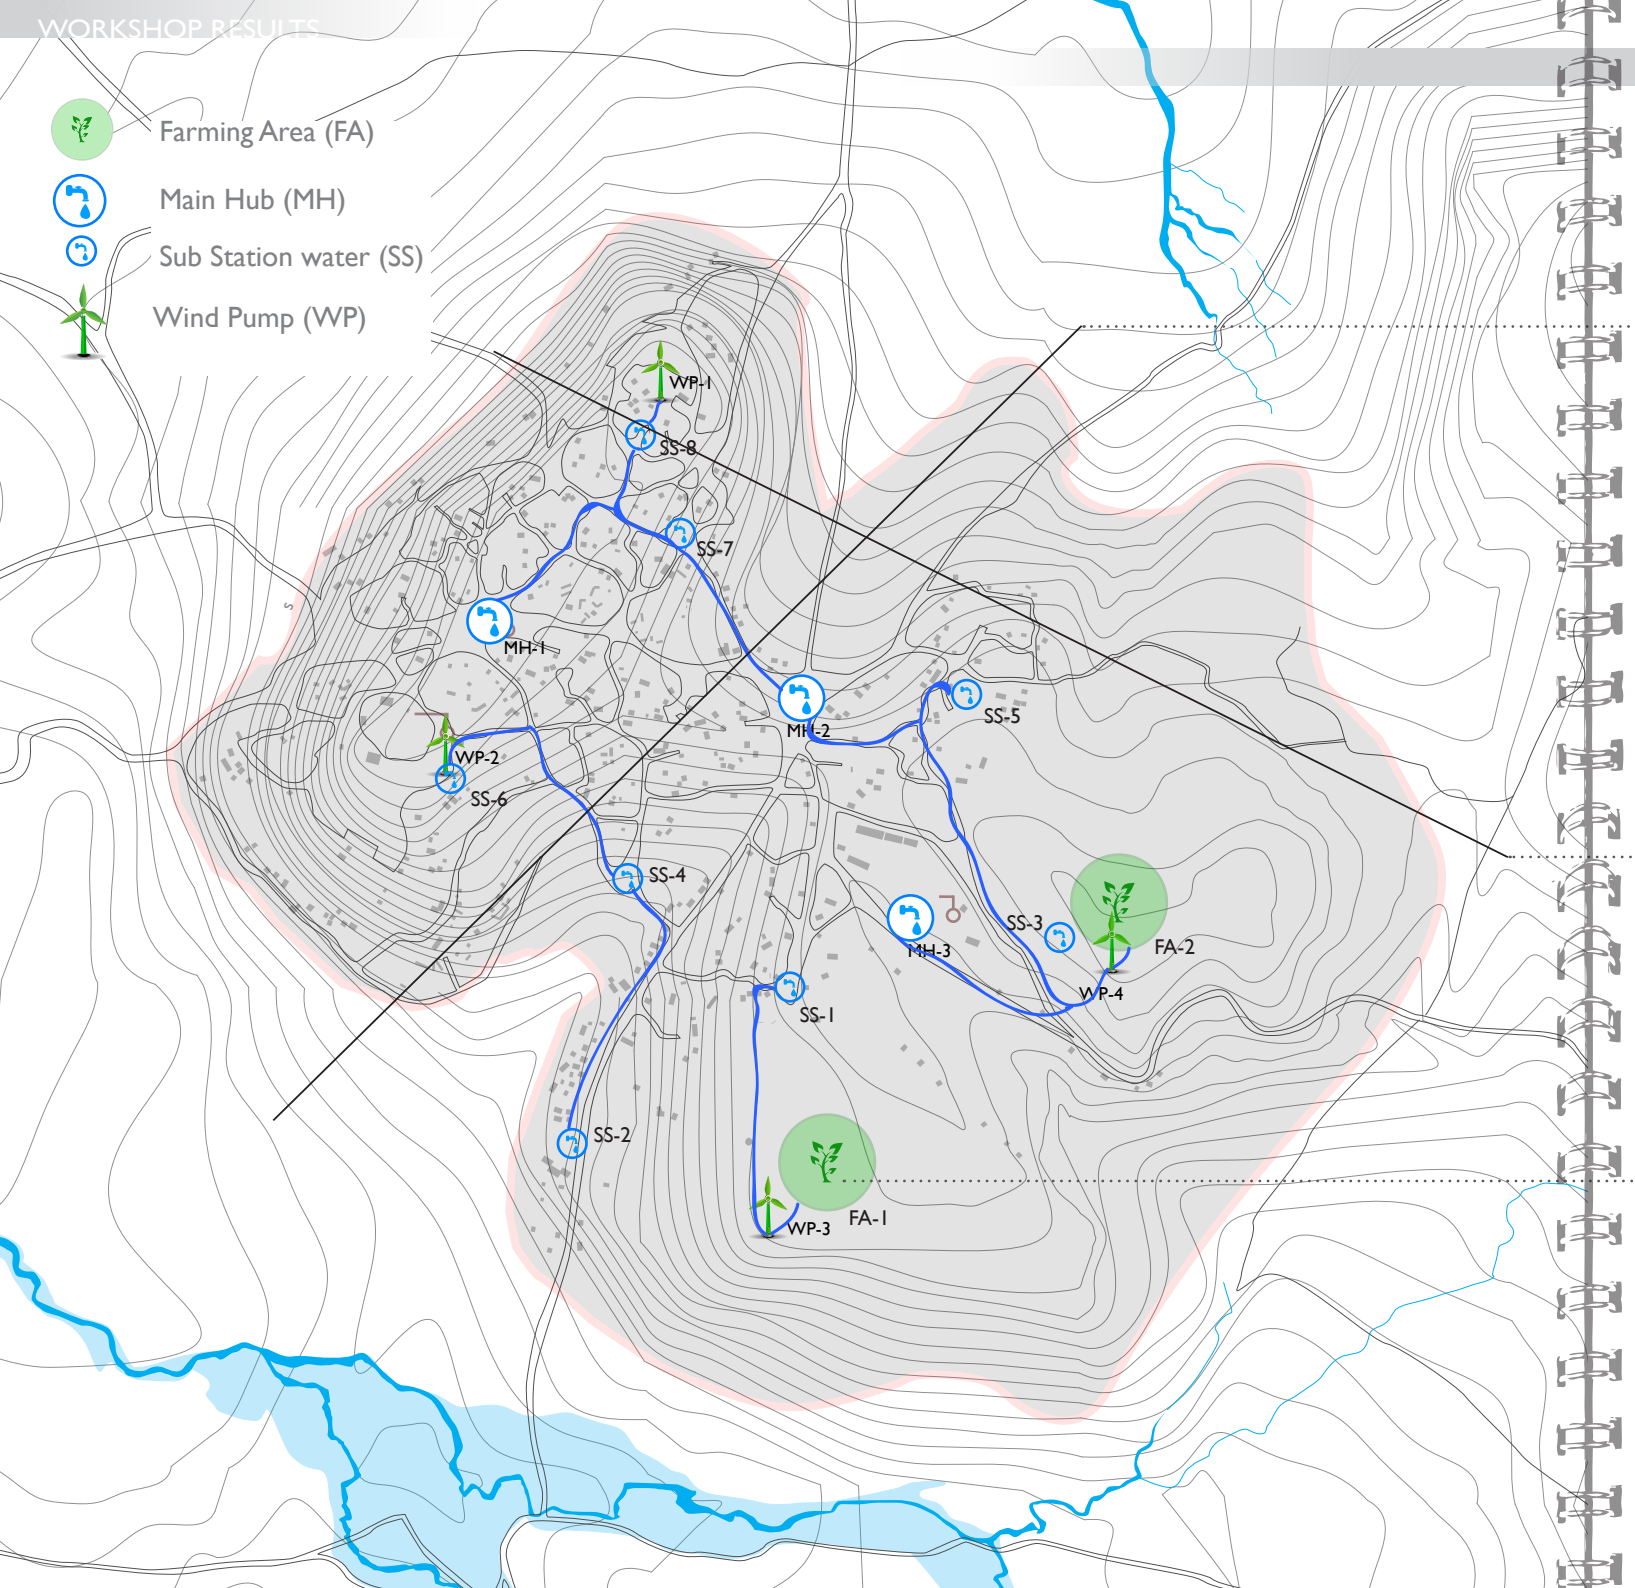 WORKSHOP RESULTS
Farming Area (FA)
Main Hub (MH)
Sub Station water (SS)
Wind Pump (WP)
WP-1
SS-8
SS-7
s
MH-1
SS-5
MH-2
WP-2
SS-6
SS-4
SS-3
MH-3
FA-2
WP-4
SS-1
SS-2
FA-1
WP-3